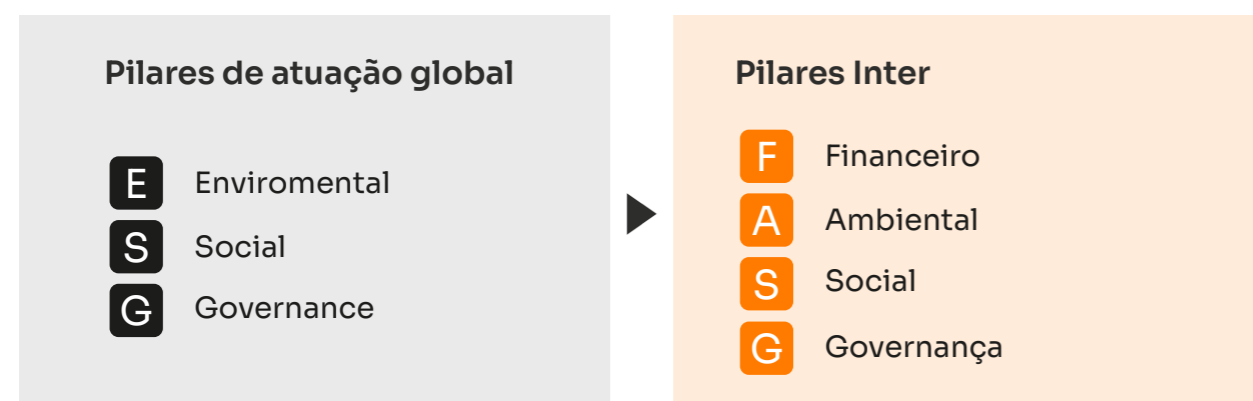 Pilares de atuação global
E Enviromental
S Social
G Governance
Pilares Inter
F Financeiro
A Ambiental
S Social
G Governança